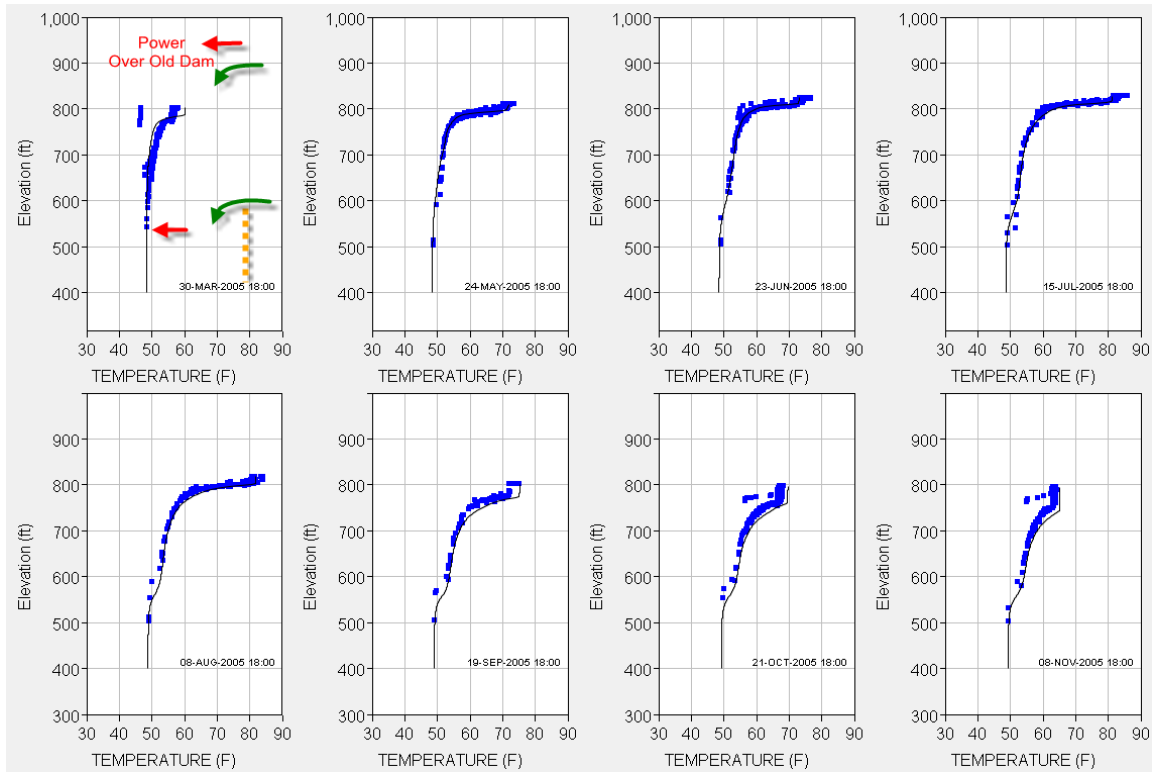 1,000
900
800
700
600
500
400
Elevation (ft)
Power
Over Old Dam
30-MAR-2005 18:00
30 40 50 60 70 80 90
TEMPERATURE (F)
1,000
900
800
700
600
500
400
Elevation (ft)
24-MAY-2005 18:00
30 40 50 60 70 80 90
TEMPERATURE (F)
1,000
900
800
700
600
500
400
Elevation (ft)
23-JUN-2005 18:00
30 40 50 60 70 80 90
TEMPERATURE (F)
1,000
900
800
700
600
500
400
Elevation (ft)
15-JUL-2005 18:00
30 40 50 60 70 80 90
TEMPERATURE (F)
900
800
700
600
500
400
300
Elevation (ft)
08-AUG-2005 18:00
30 40 50 60 70 80 90
TEMPERATURE (F)
900
800
700
600
500
400
300
Elevation (ft)
19-SEP-2005 18:00
30 40 50 60 70 80 90
TEMPERATURE (F)
900
800
700
600
500
400
300
Elevation (ft)
21-OCT-2005 18:00
30 40 50 60 70 80 90
TEMPERATURE (F)
900
800
700
600
500
400
300
Elevation (ft)
08-NOV-2005 18:00
30 40 50 60 70 80 90
TEMPERATURE (F)